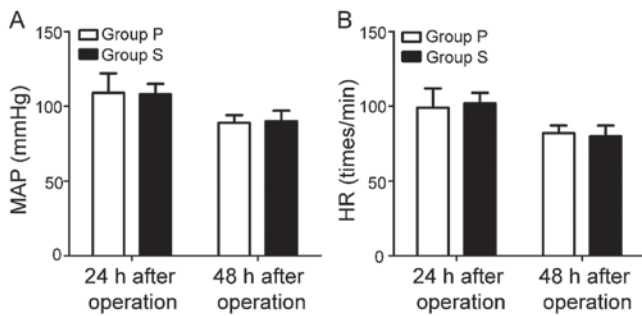 A
MAP (mmHg)
150
100
50
0
Group P
Group S
24 h after
operation
48 h after
operation
B
HR (times/min)
150
100
50
0
Group P
Group S
24 h after
operation
48 h after
operation